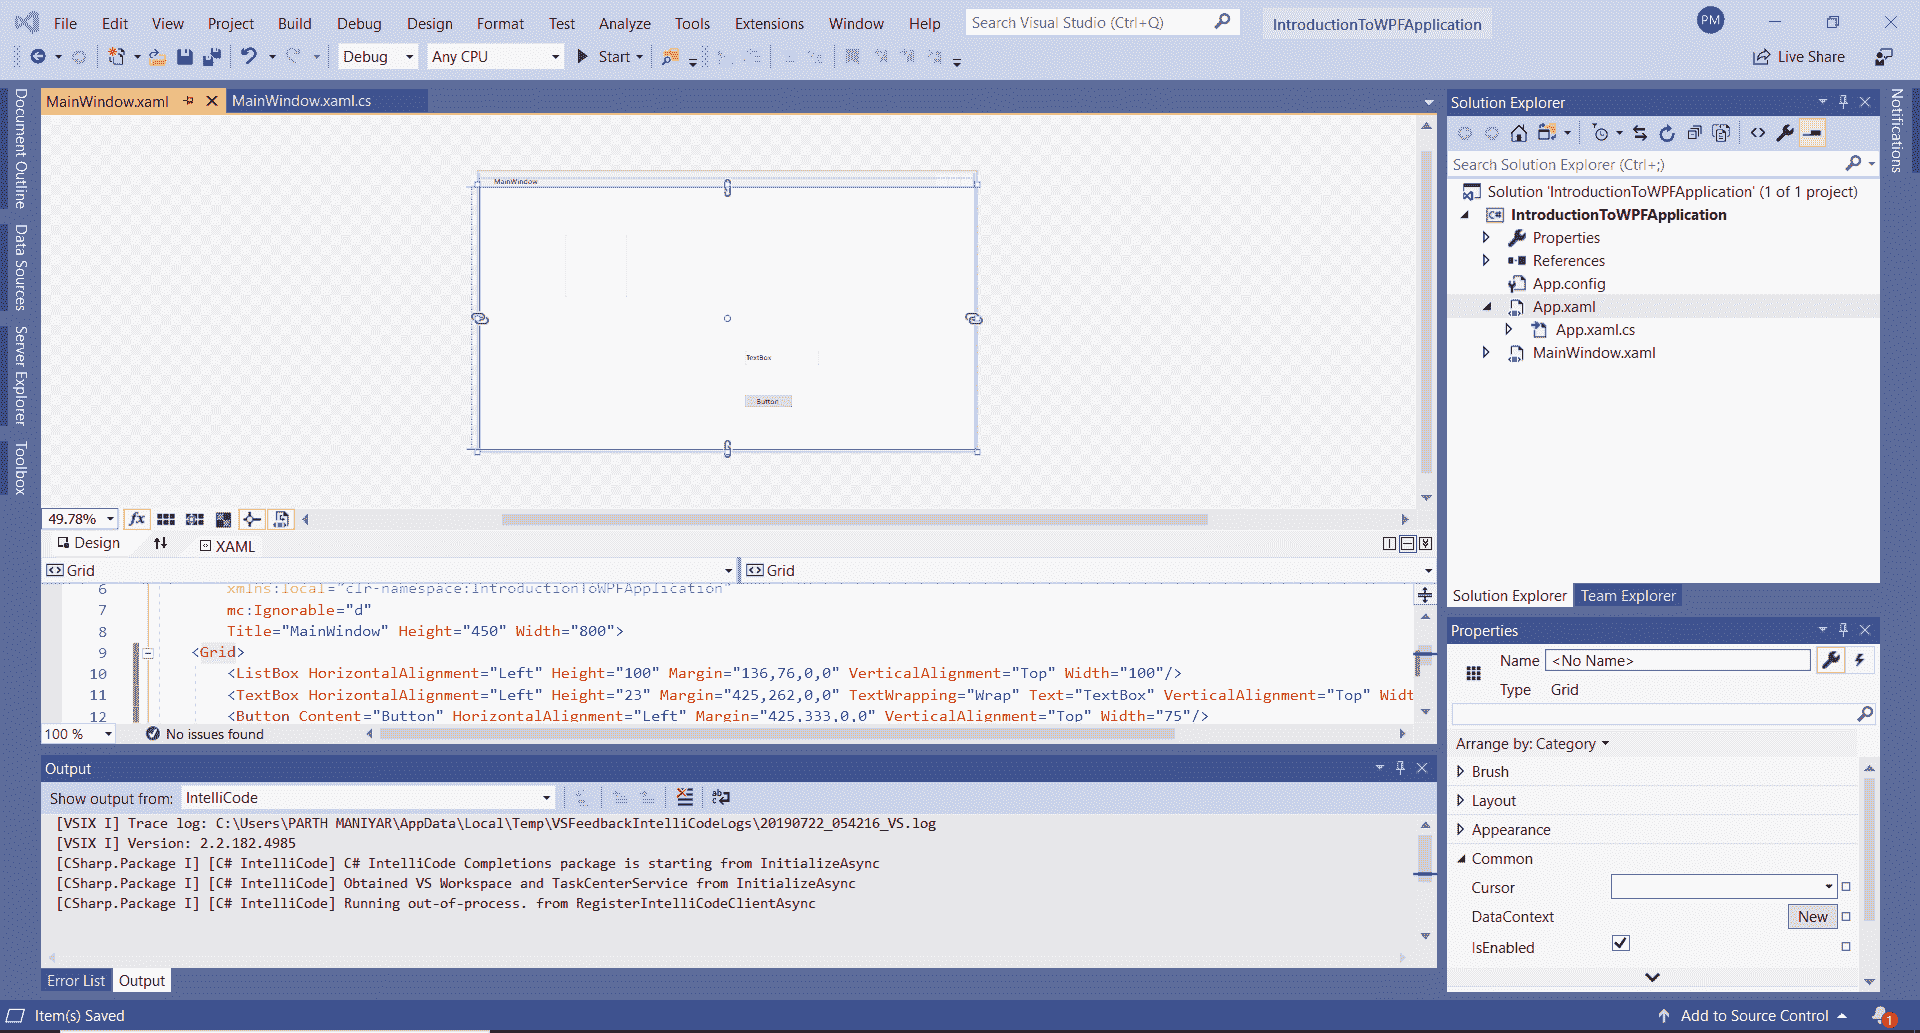 File Edit View Project Build Debug Design Format Test Analyze Tools Extensions Window Help Search Visual Studio (Ctrl+Q) IntroductionToWPFApplication PM
Debug Any CPU Start Live Share
Document Outline
Data Sources
Server Explorer
Toolbox
MainWindow.xaml MainWindow.xaml.cs
MainWindow
TextBox
Button
49.78% fx
Design XAML
Grid Grid
6 xmlns:local="clr-namespace:IntroductionToWPFApplication"
7 mc:Ignorable="d"
8 Title="MainWindow" Height="450" Width="800">
9 <Grid>
10 <ListBox HorizontalAlignment="Left" Height="100" Margin="136,76,0,0" VerticalAlignment="Top" Width="100"/>
11 <TextBox HorizontalAlignment="Left" Height="23" Margin="425,262,0,0" TextWrapping="Wrap" Text="TextBox" VerticalAlignment="Top" Widt
12 <Button Content="Button" HorizontalAlignment="Left" Margin="425,333,0,0" VerticalAlignment="Top" Width="75"/>
100 % No issues found
Output
Show output from: IntelliCode
[VSIX I] Trace log: C:\Users\PARTH MANIYAR\AppData\Local\Temp\VSFeedbackIntelliCodeLogs\20190722_054216_VS.log
[VSIX I] Version: 2.2.182.4985
[CSharp.Package I] [C# IntelliCode] C# IntelliCode Completions package is starting from InitializeAsync
[CSharp.Package I] [C# IntelliCode] Obtained VS Workspace and TaskCenterService from InitializeAsync
[CSharp.Package I] [C# IntelliCode] Running out-of-process. from RegisterIntelliCodeClientAsync
Error List Output
Solution Explorer
Search Solution Explorer (Ctrl+;)
Solution 'IntroductionToWPFApplication' (1 of 1 project)
C# IntroductionToWPFApplication
Properties
References
App.config
App.xaml
App.xaml.cs
MainWindow.xaml
Solution Explorer Team Explorer
Properties
Name <No Name>
Type Grid
Arrange by: Category
Brush
Layout
Appearance
Common
Cursor
DataContext New
IsEnabled
Notifications
Item(s) Saved Add to Source Control 1